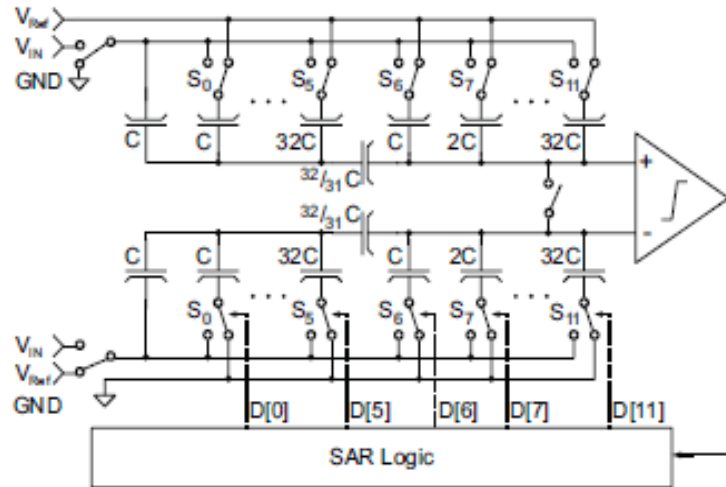 VRef
VIN
GND
S0 S5 S6 S7 S11
C C 32C C 2C 32C
32/31C
+
32/31C
-
C C 32C C 2C 32C
S0 S5 S6 S7 S11
VIN
VRef
GND
D[0] D[5] D[6] D[7] D[11]
SAR Logic